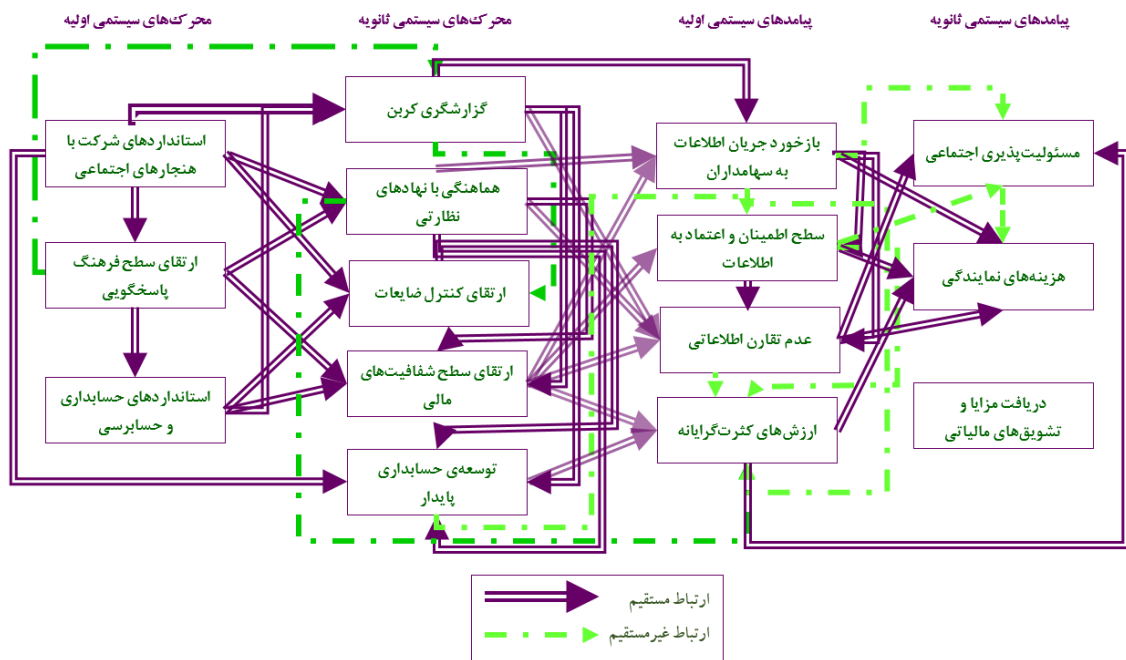 محرک‌های سیستمی اولیه
محرک‌های سیستمی ثانویه
پیامدهای سیستمی اولیه
پیامدهای سیستمی ثانویه
استانداردهای شرکت با
هنجارهای اجتماعی
ارتقای سطح فرهنگ
پاسخگویی
استانداردهای حسابداری
و حسابرسی
گزارشگری کربن
هماهنگی با نهادهای
نظارتی
ارتقای کنترل ضایعات
ارتقای سطح شفافیت‌های
مالی
توسعه‌ی حسابداری
پایدار
بازخورد جریان اطلاعات
به سهامداران
سطح اطمینان و اعتماد به
اطلاعات
عدم تقارن اطلاعاتی
ارزش‌های کثرت‌گرایانه
مسئولیت‌پذیری اجتماعی
هزینه‌های نمایندگی
دریافت مزایا و
تشویق‌های مالیاتی
ارتباط مستقیم
ارتباط غیرمستقیم